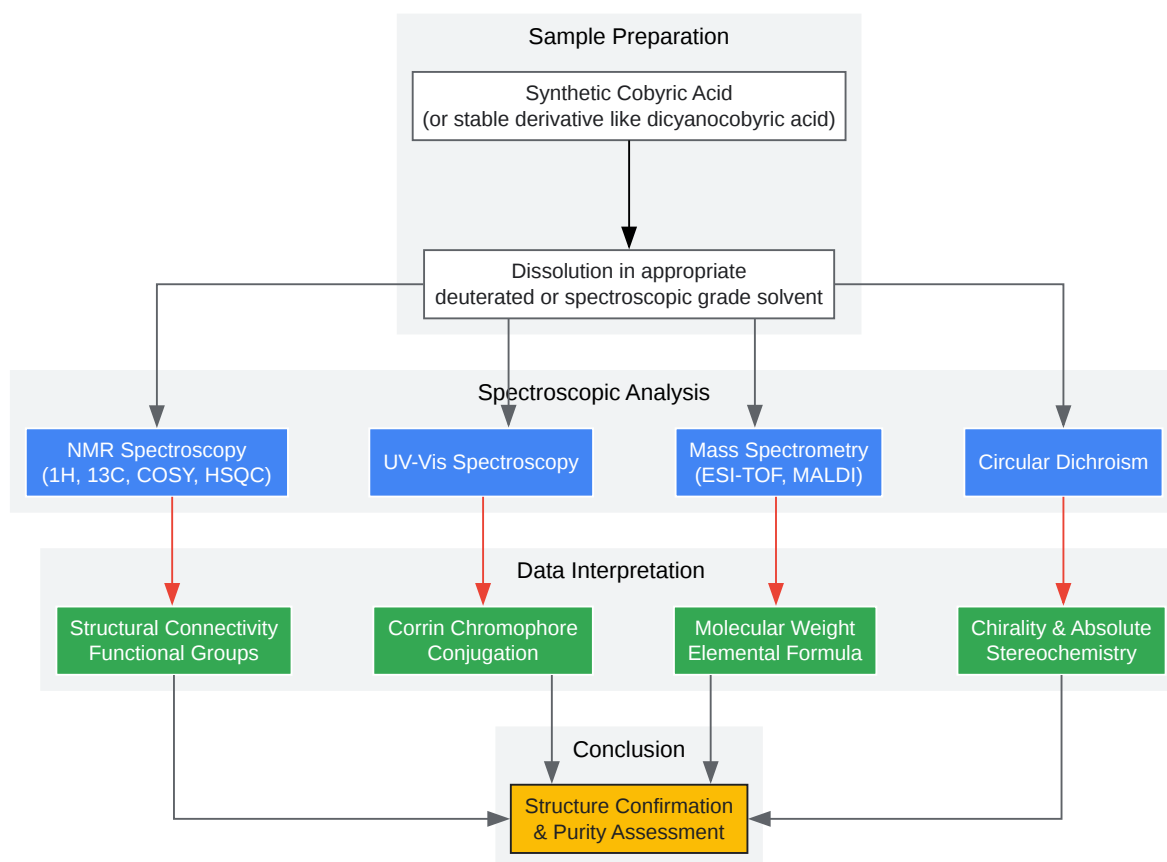 Sample Preparation
Synthetic Cobyric Acid
(or stable derivative like dicyanocobyric acid)
Dissolution in appropriate
deuterated or spectroscopic grade solvent
Spectroscopic Analysis
NMR Spectroscopy
(1H, 13C, COSY, HSQC)
UV-Vis Spectroscopy
Mass Spectrometry
(ESI-TOF, MALDI)
Circular Dichroism
Data Interpretation
Structural Connectivity
Functional Groups
Corrin Chromophore
Conjugation
Molecular Weight
Elemental Formula
Chirality & Absolute
Stereochemistry
Conclusion
Structure Confirmation
& Purity Assessment